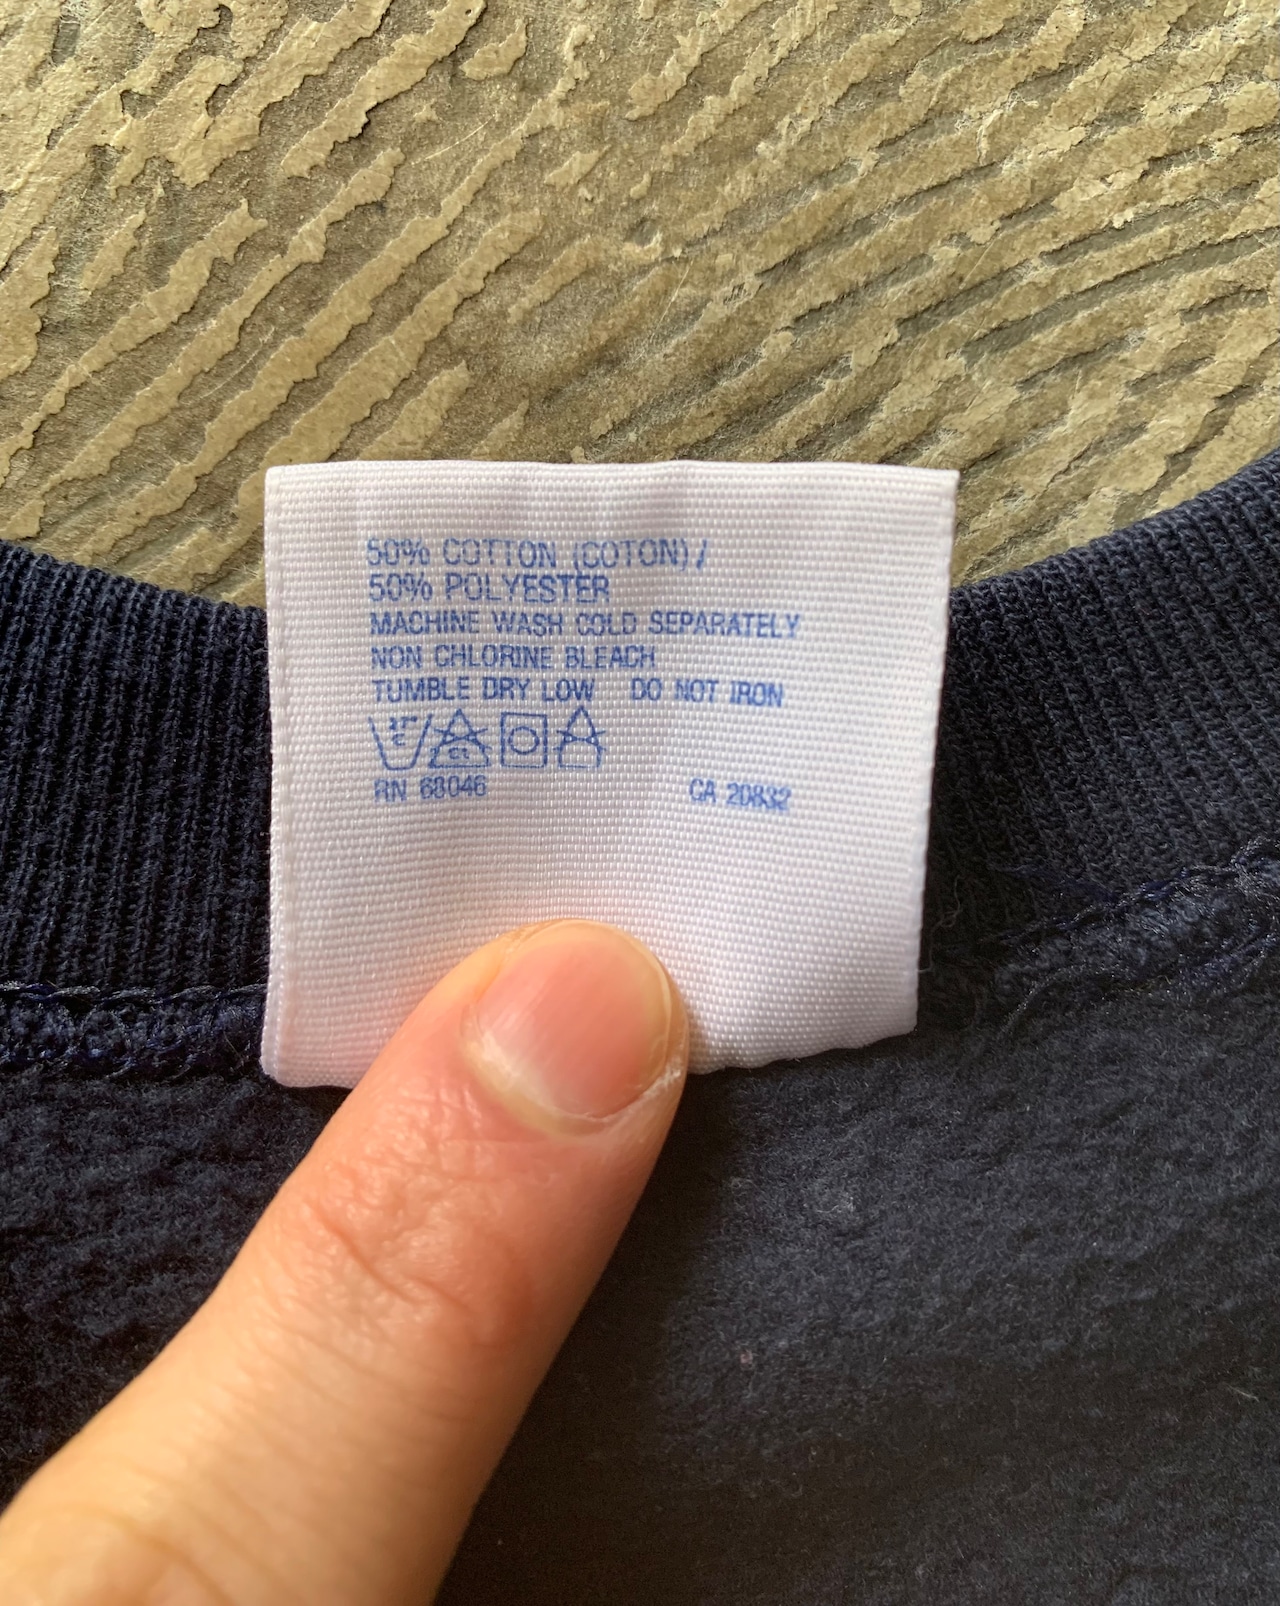 50% COTTON (COTON)/
50% POLYESTER
MACHINE WASH COLD SEPARATELY
NON CHLORINE BLEACH
TUMBLE DRY LOW DO NOT IRON
C CL
RN 68046 CA 20832